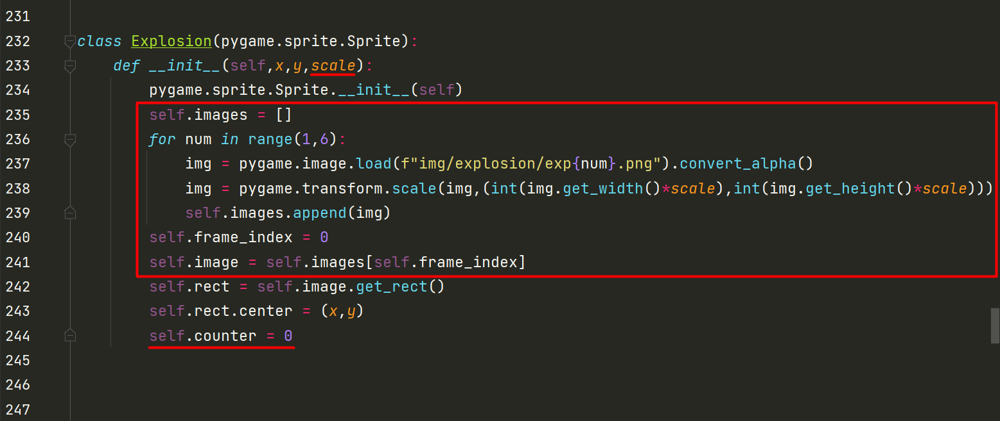 231
232 class Explosion(pygame.sprite.Sprite):
233     def __init__(self,x,y,scale):
234         pygame.sprite.Sprite.__init__(self)
235         self.images = []
236         for num in range(1,6):
237             img = pygame.image.load(f"img/explosion/exp{num}.png").convert_alpha()
238             img = pygame.transform.scale(img,(int(img.get_width()*scale),int(img.get_height()*scale)))
239             self.images.append(img)
240         self.frame_index = 0
241         self.image = self.images[self.frame_index]
242         self.rect = self.image.get_rect()
243         self.rect.center = (x,y)
244         self.counter = 0
245
246
247